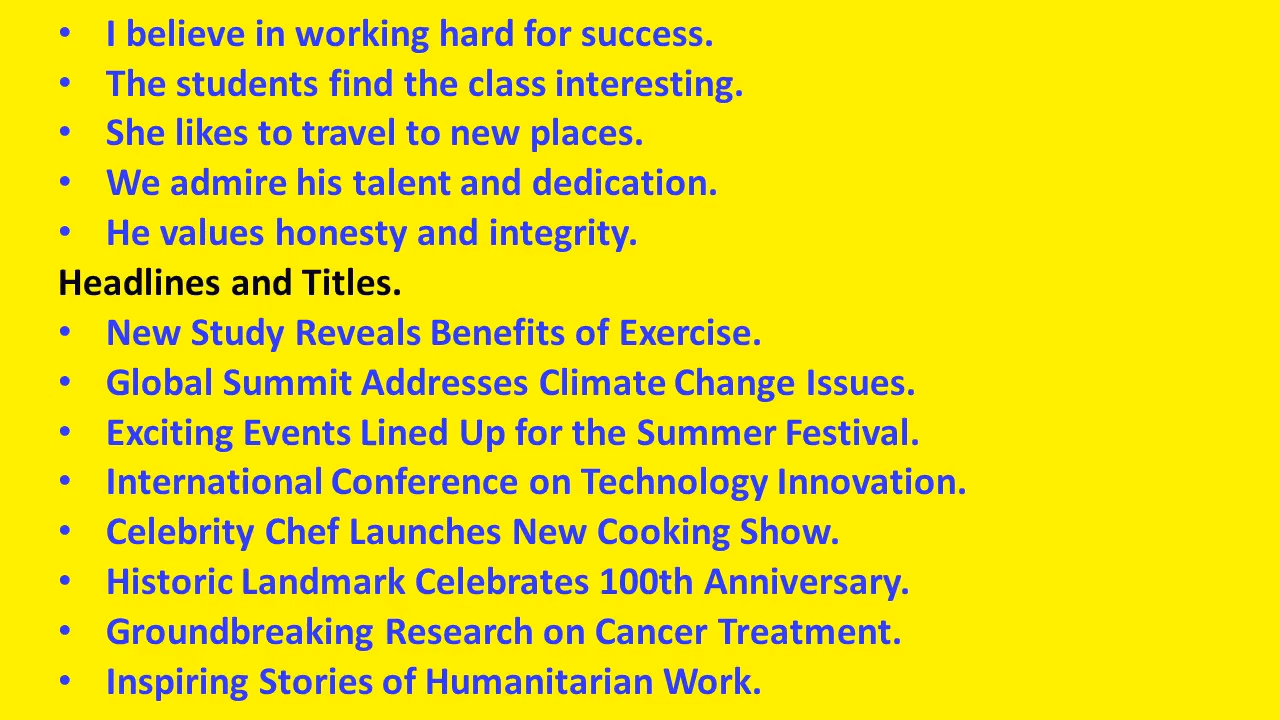 • I believe in working hard for success.
• The students find the class interesting.
• She likes to travel to new places.
• We admire his talent and dedication.
• He values honesty and integrity.
Headlines and Titles.
• New Study Reveals Benefits of Exercise.
• Global Summit Addresses Climate Change Issues.
• Exciting Events Lined Up for the Summer Festival.
• International Conference on Technology Innovation.
• Celebrity Chef Launches New Cooking Show.
• Historic Landmark Celebrates 100th Anniversary.
• Groundbreaking Research on Cancer Treatment.
• Inspiring Stories of Humanitarian Work.